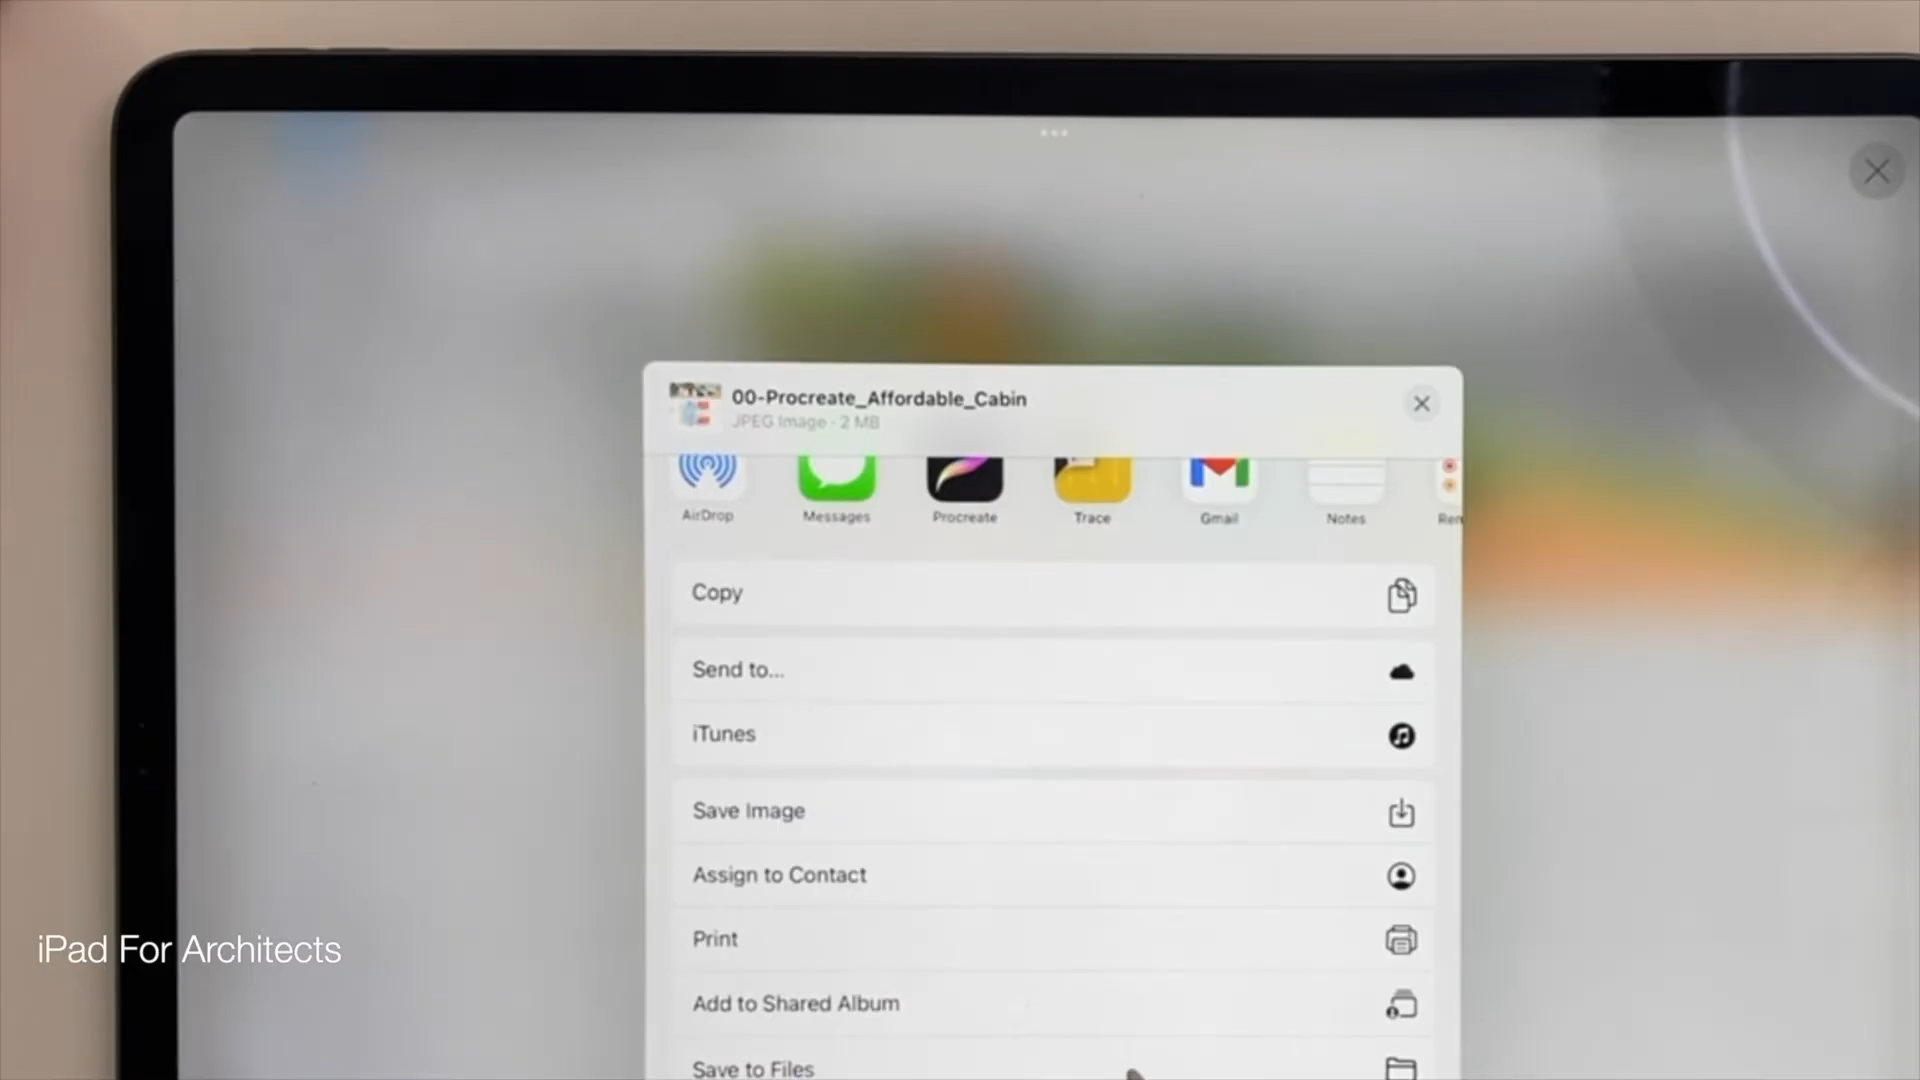 00-Procreate_Affordable_Cabin
JPEG Image - 2 MB
AirDrop
Messages
Procreate
Trace
Gmail
Notes
Rem
Copy
Send to...
iTunes
Save Image
Assign to Contact
Print
Add to Shared Album
Save to Files
iPad For Architects